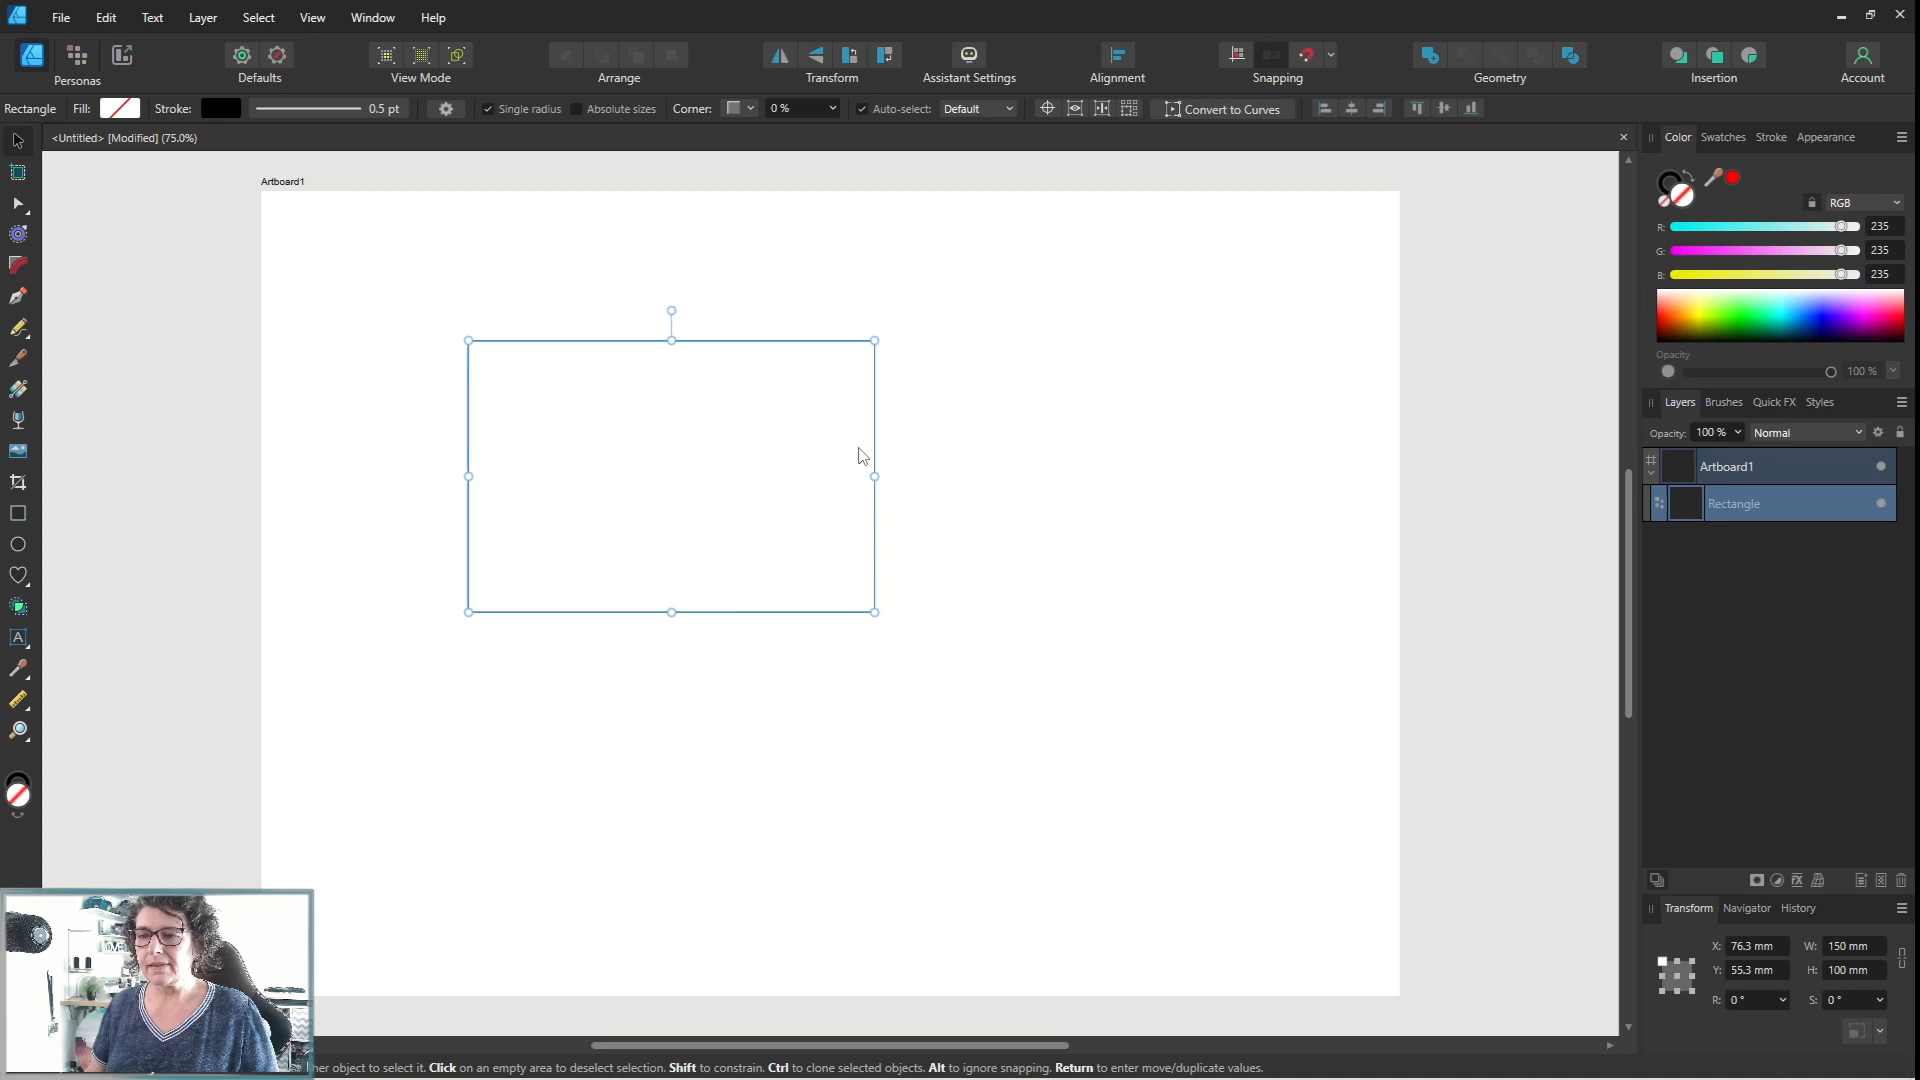 File Edit Text Layer Select View Window Help
Personas
Defaults
View Mode
Arrange
Transform
Assistant Settings
Alignment
Snapping
Geometry
Insertion
Account
Rectangle Fill: Stroke: 0.5 pt Single radius Absolute sizes Corner: 0 % Auto-select: Default Convert to Curves
<Untitled> [Modified] (75.0%)
Color Swatches Stroke Appearance
Artboard1
RGB
R: 235
G: 235
B: 235
Opacity
100 %
Layers Brushes Quick FX Styles
Opacity: 100 % Normal
Artboard1
Rectangle
A
Transform Navigator History
X: 76.3 mm W: 150 mm
Y: 55.3 mm H: 100 mm
R: 0 ° S: 0 °
object to select it. Click on an empty area to deselect selection. Shift to constrain. Ctrl to clone selected objects. Alt to ignore snapping. Return to enter move/duplicate values.